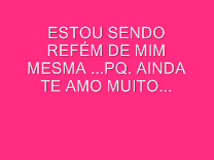 ESTOU SENDO
REFÉM DE MIM
MESMA ...PQ. AINDA
TE AMO MUITO...